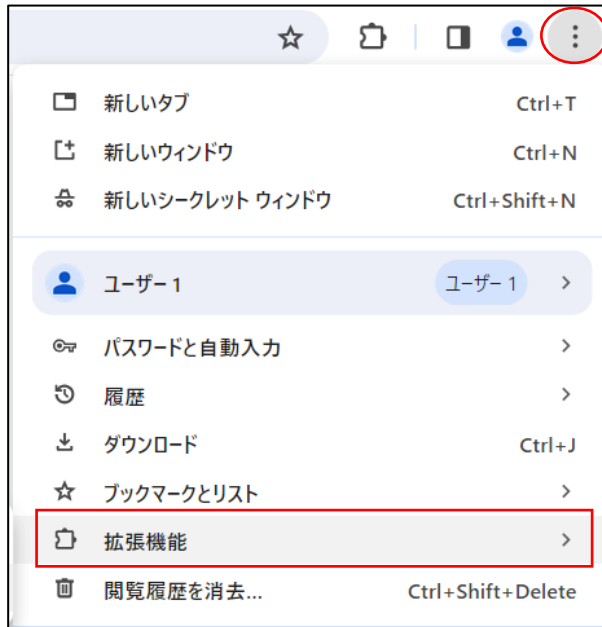 新しいタブ Ctrl+T
新しいウィンドウ Ctrl+N
新しいシークレット ウィンドウ Ctrl+Shift+N
ユーザー 1 ユーザー 1
パスワードと自動入力
履歴
ダウンロード Ctrl+J
ブックマークとリスト
拡張機能
閲覧履歴を消去... Ctrl+Shift+Delete